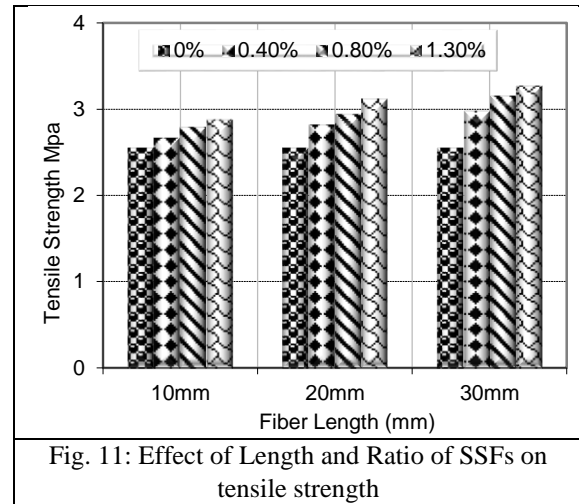 4
0% 0.40% 0.80% 1.30%
3
2
1
0
Tensile Strength Mpa
10mm 20mm 30mm
Fiber Length (mm)
Fig. 11: Effect of Length and Ratio of SSFs on
tensile strength